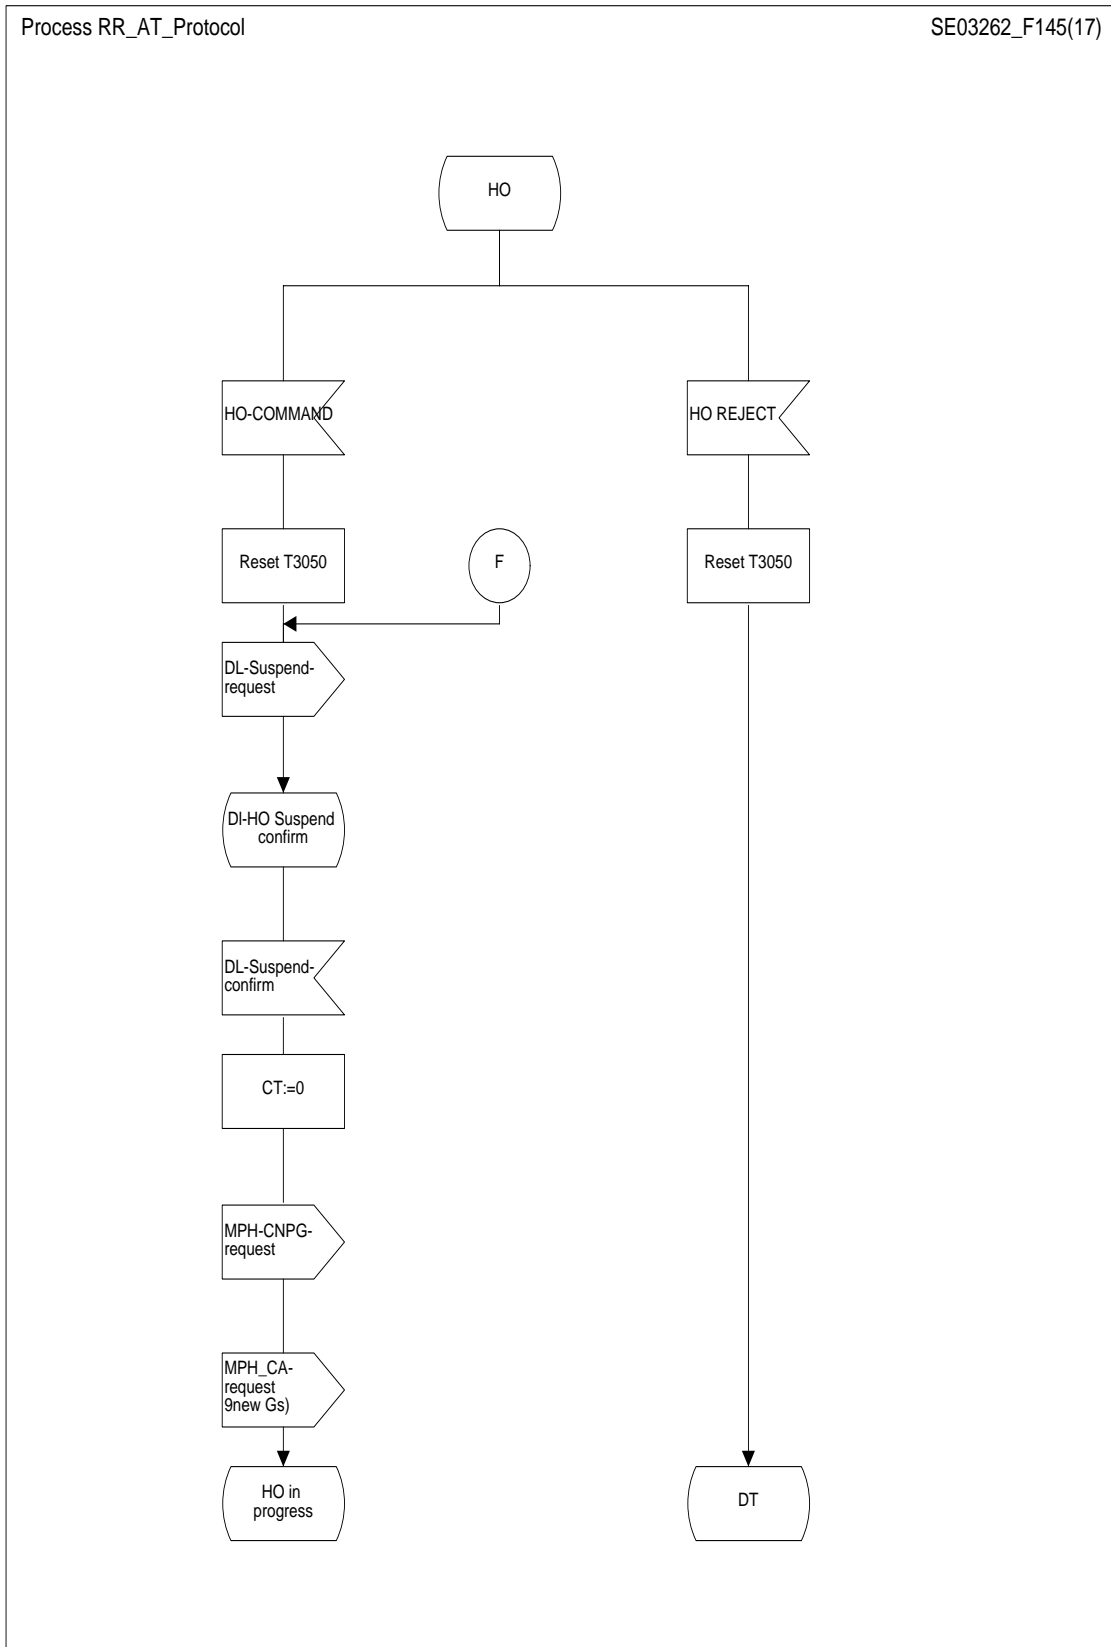 Process RR_AT_Protocol
SE03262_F145(17)
HO
HO-COMMAND
HO REJECT
Reset T3050
F
Reset T3050
DL-Suspend-
request
DI-HO Suspend
confirm
DL-Suspend-
confirm
CT:=0
MPH-CNPG-
request
MPH_CA-
request
9new Gs)
HO in
progress
DT